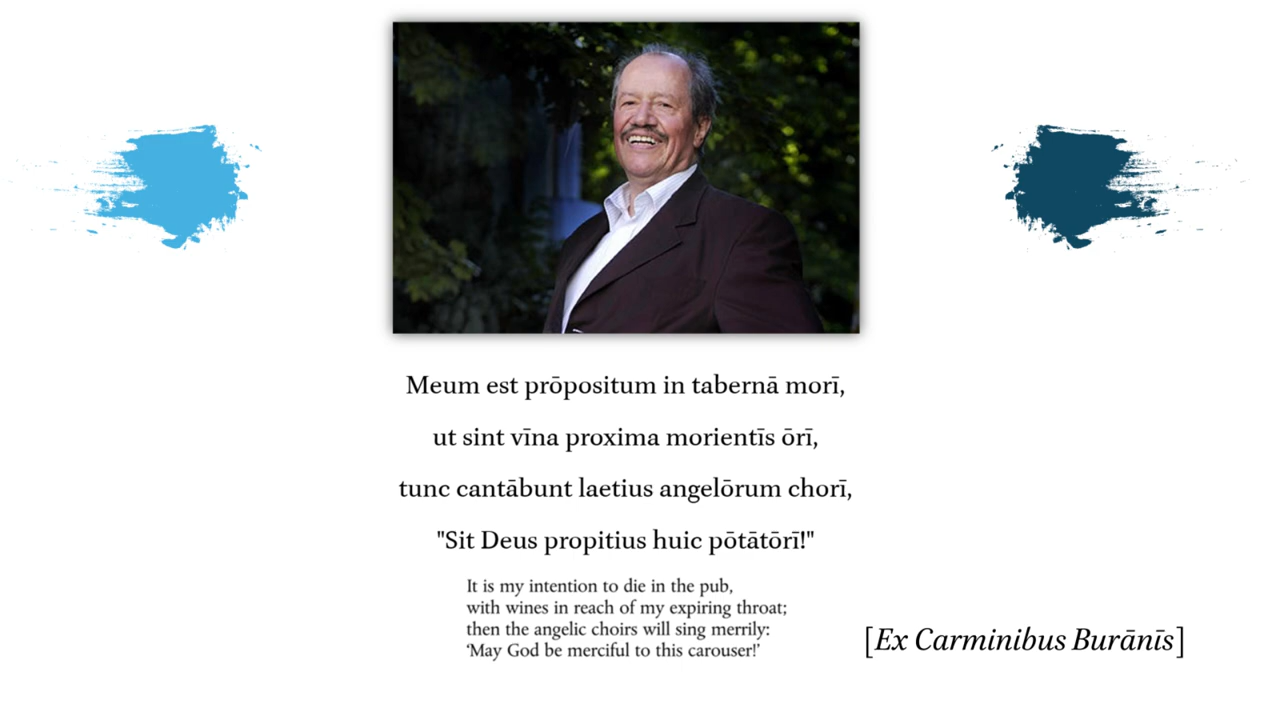 Meum est prōpositum in tabernā morī,
ut sint vīna proxima morientīs ōrī,
tunc cantābunt laetius angelōrum chorī,
"Sit Deus propitius huic pōtātōrī!"
It is my intention to die in the pub,
with wines in reach of my expiring throat;
then the angelic choirs will sing merrily:
‘May God be merciful to this carouser!’
[Ex Carminibus Burānīs]